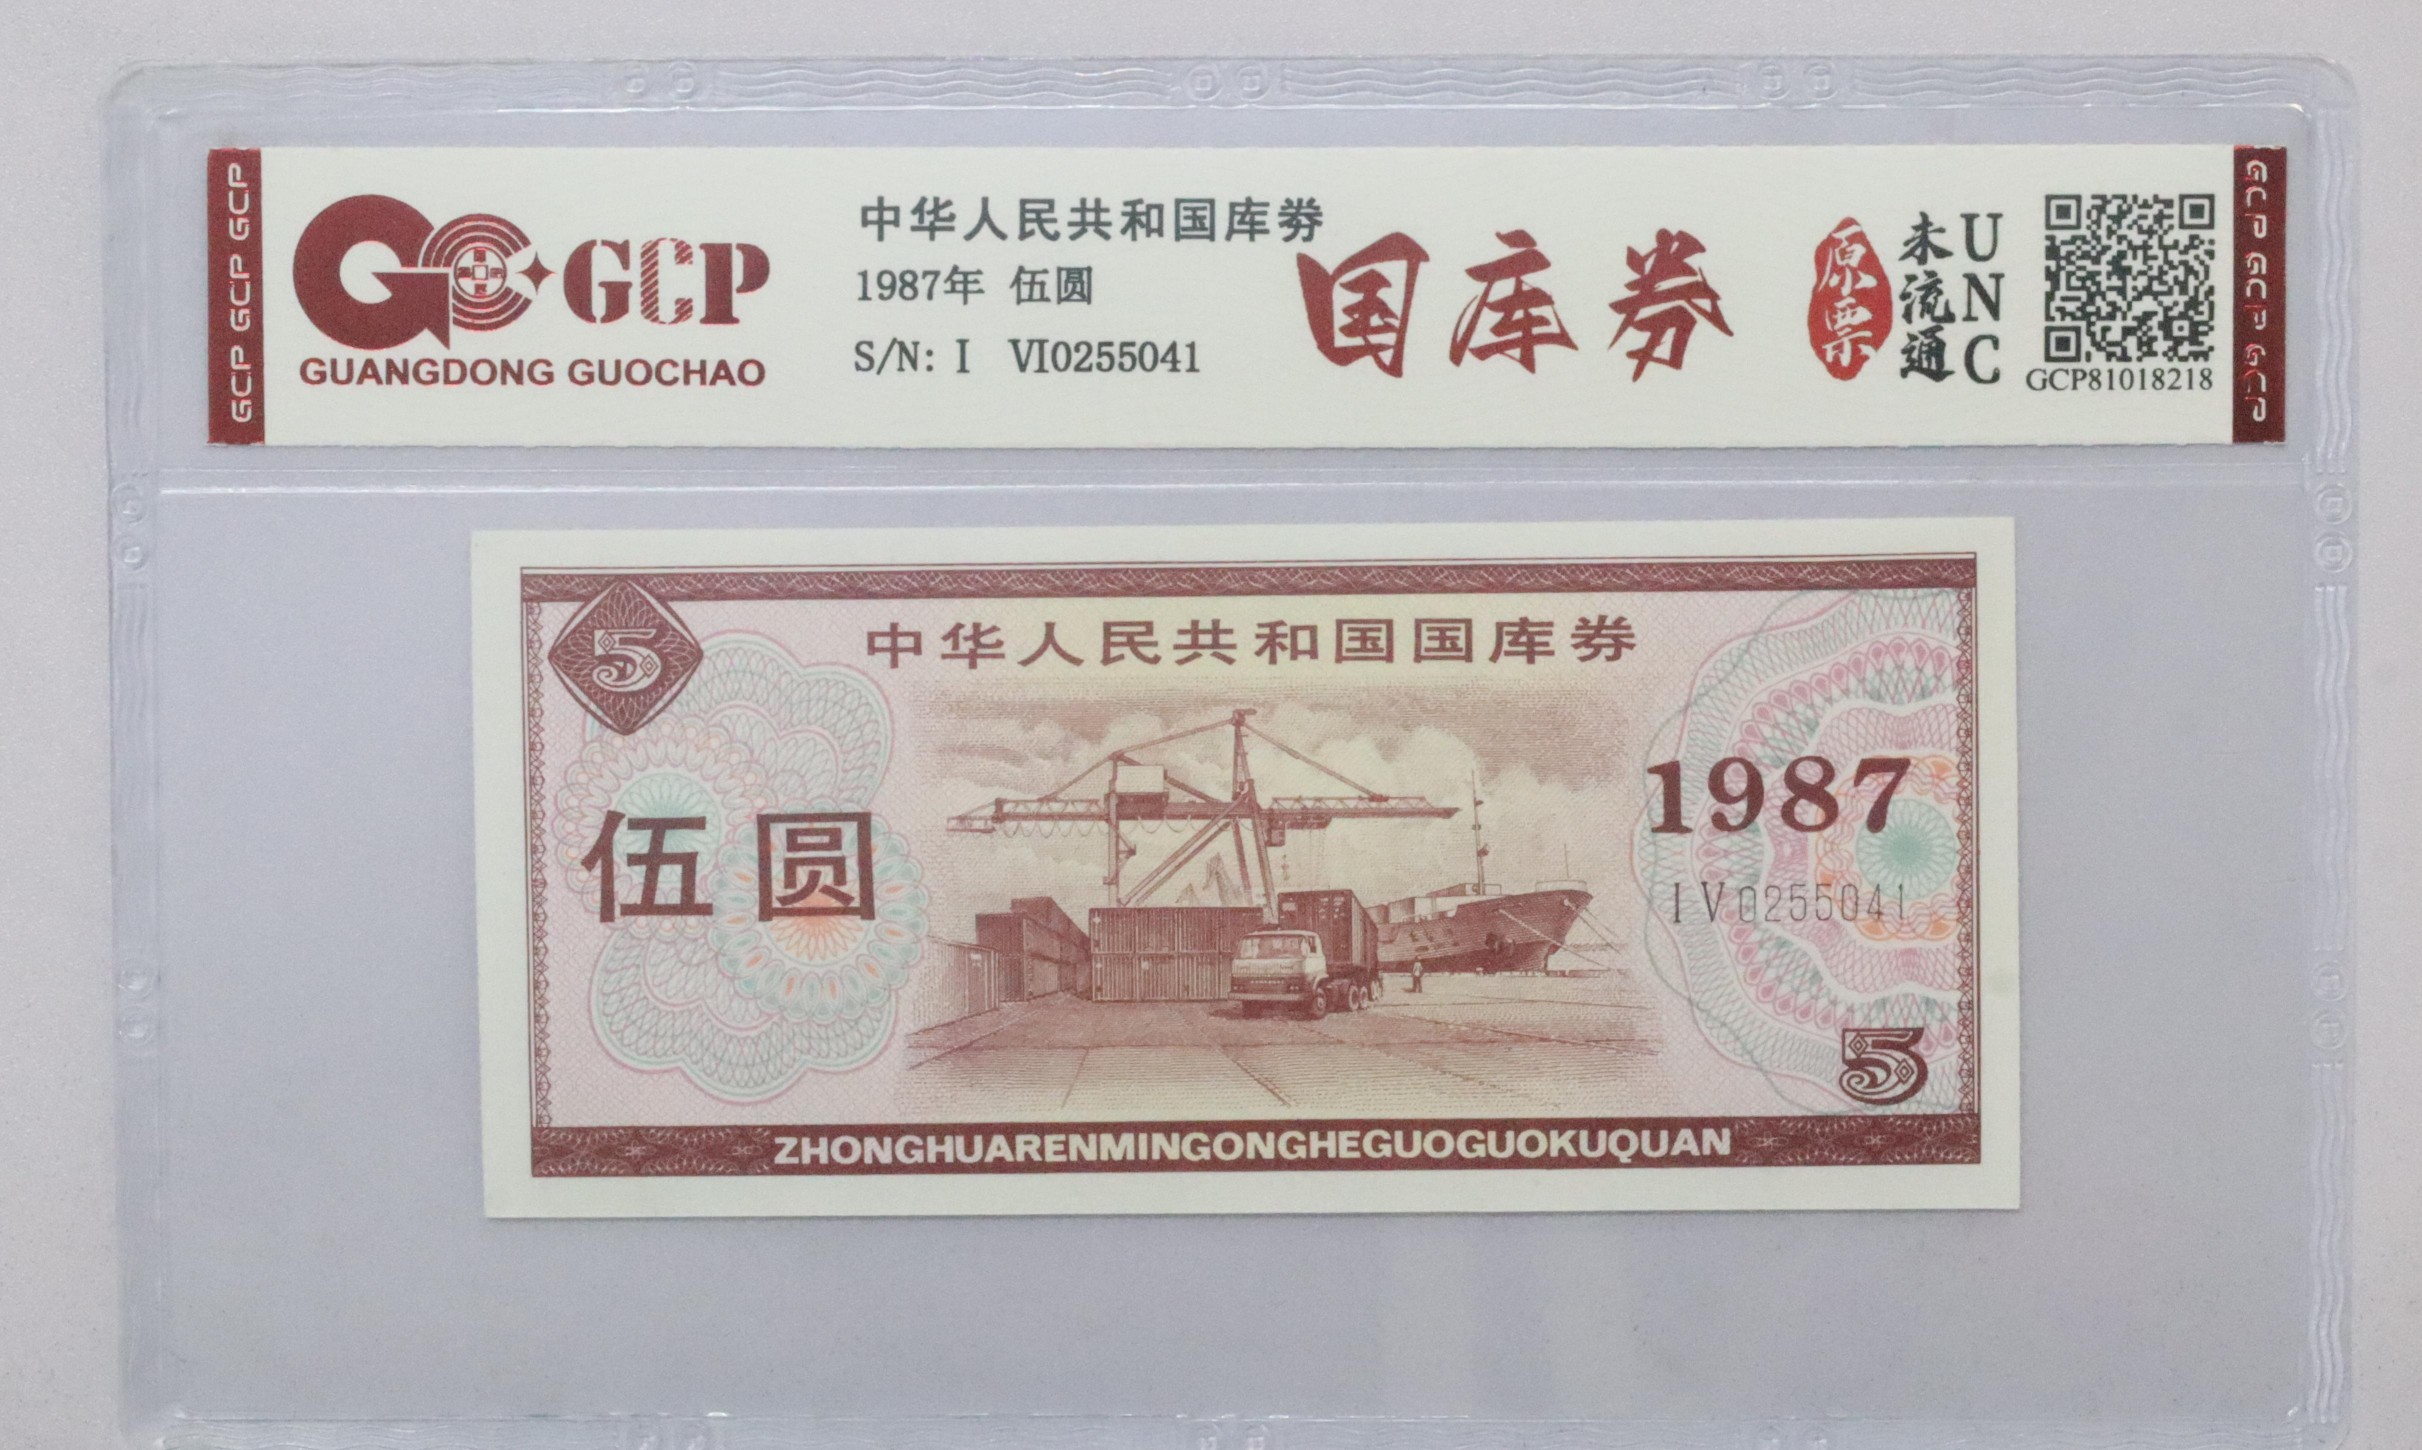 GCP GCP GCP
GCP
GUANGDONG GUOCHAO
中华人民共和国库券
1987年 伍圆
S/N: I VI0255041
国库券
原票
未流通
UNC
GCP81018218
GCP GCP GCP
5
中华人民共和国国库券
伍圆
1987
I V 0255041
5
ZHONGHUARENMINGONGHEGUOGUOKUQUAN